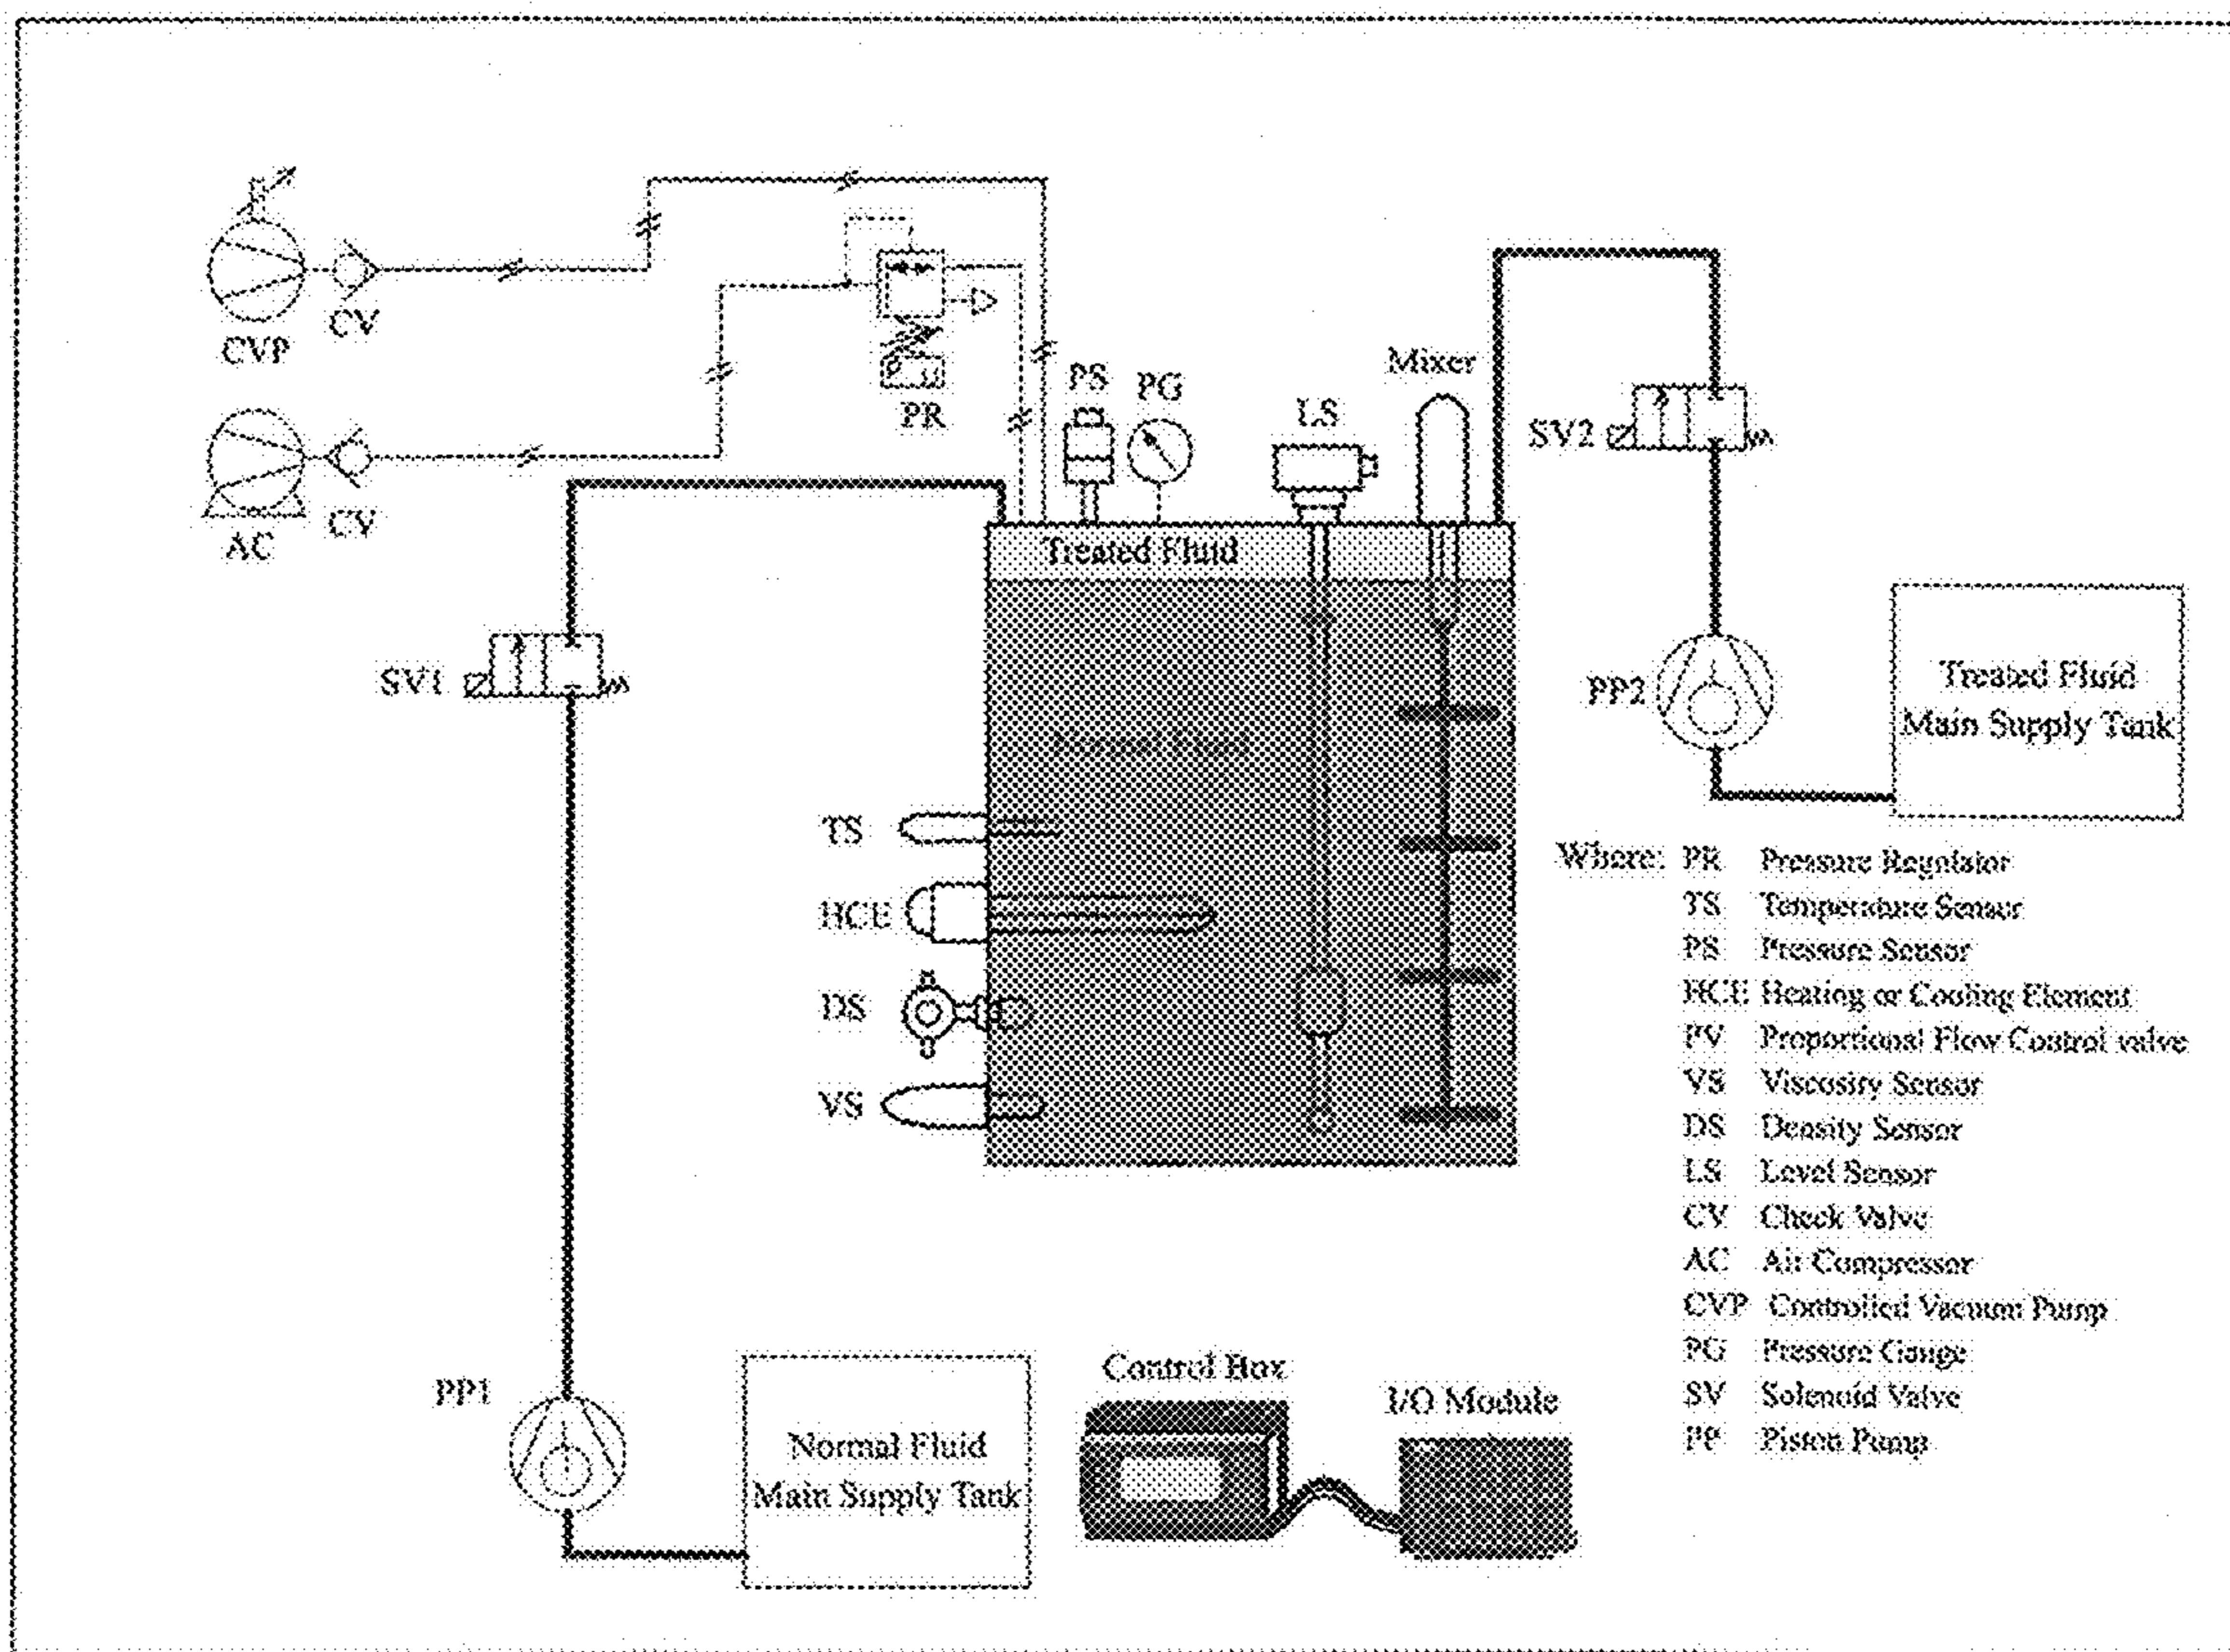 CVP
CV
AC
CV
PR
PS
PG
LS
Mixer
SV2
Treated Fluid
SV1
Normal Fluid
PP2
Treated Fluid
Main Supply Tank
TS
HCE
DS
VS
Where: PR Pressure Regulator
TS Temperature Sensor
PS Pressure Sensor
HCE Heating or Cooling Element
PV Proportional Flow Control valve
VS Viscosity Sensor
DS Density Sensor
LS Level Sensor
CV Check Valve
AC Air Compressor
CVP Controlled Vacuum Pump
PG Pressure Gauge
SV Solenoid Valve
PP Piston Pump
PP1
Normal Fluid
Main Supply Tank
Control Box
I/O Module